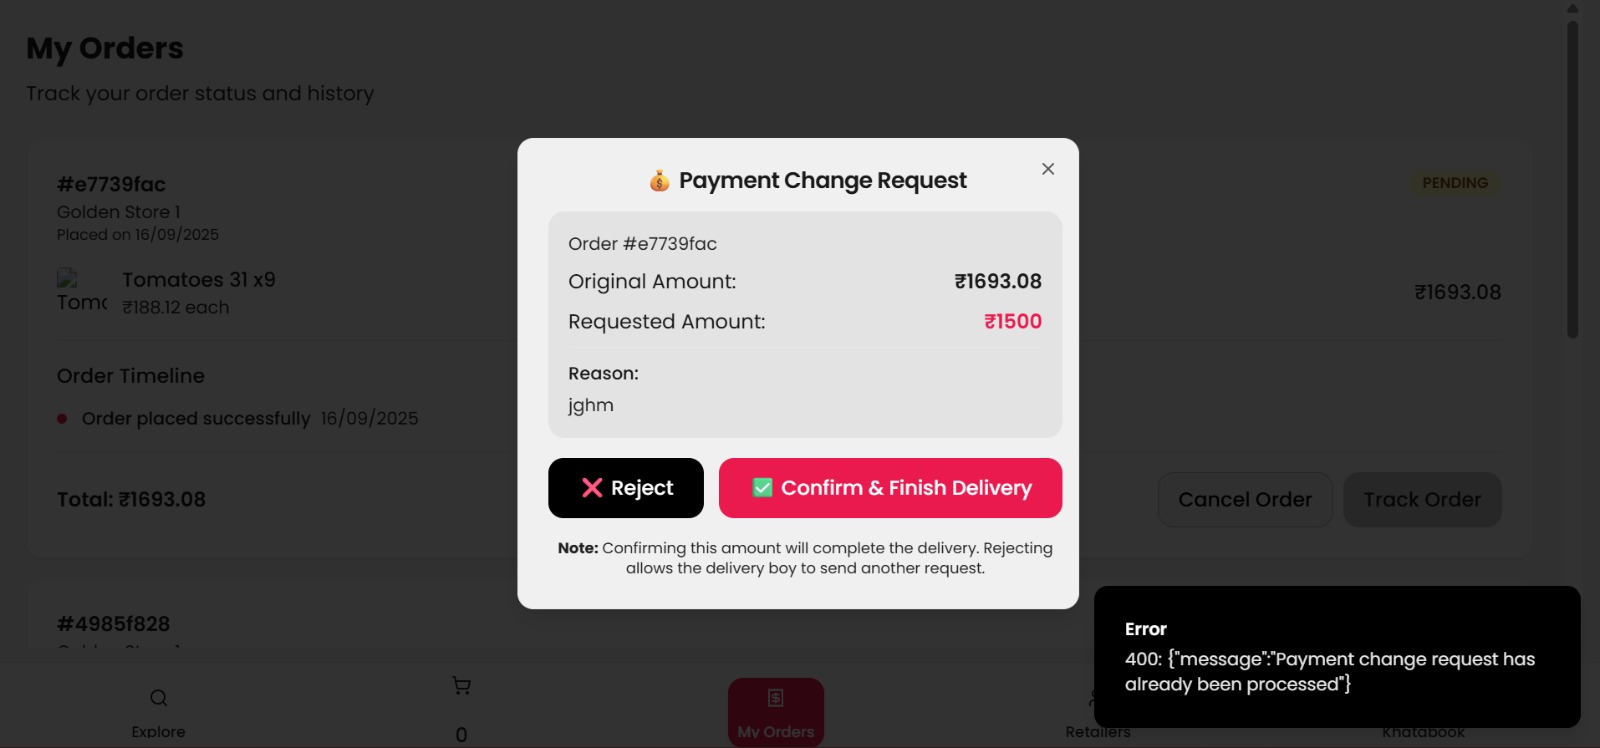 My Orders
Track your order status and history
#e7739fac
Golden Store 1
Placed on 16/09/2025
PENDING
Tomatoes 31 x9
₹188.12 each
₹1693.08
Order Timeline
Order placed successfully 16/09/2025
Total: ₹1693.08
Cancel Order
Track Order
#4985f828
💰 Payment Change Request
Order #e7739fac
Original Amount: ₹1693.08
Requested Amount: ₹1500
Reason:
jghm
❌ Reject
✅ Confirm & Finish Delivery
Note: Confirming this amount will complete the delivery. Rejecting
allows the delivery boy to send another request.
Error
400: {"message":"Payment change request has
already been processed"}
Explore
0
My Orders
Retailers
Khatabook